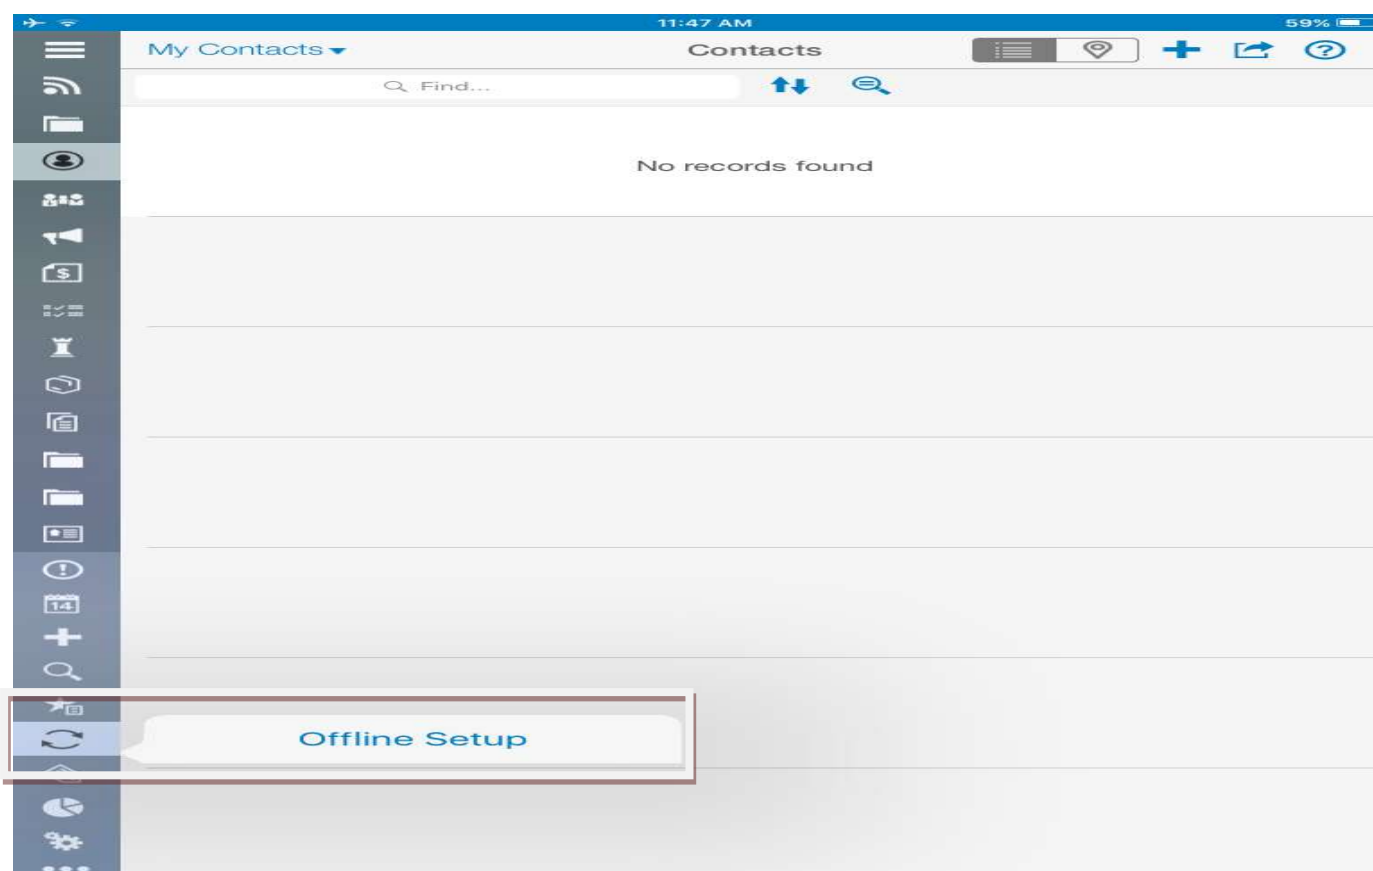 11:47 AM
59%
My Contacts
Contacts
Find...
No records found
$
14
Offline Setup